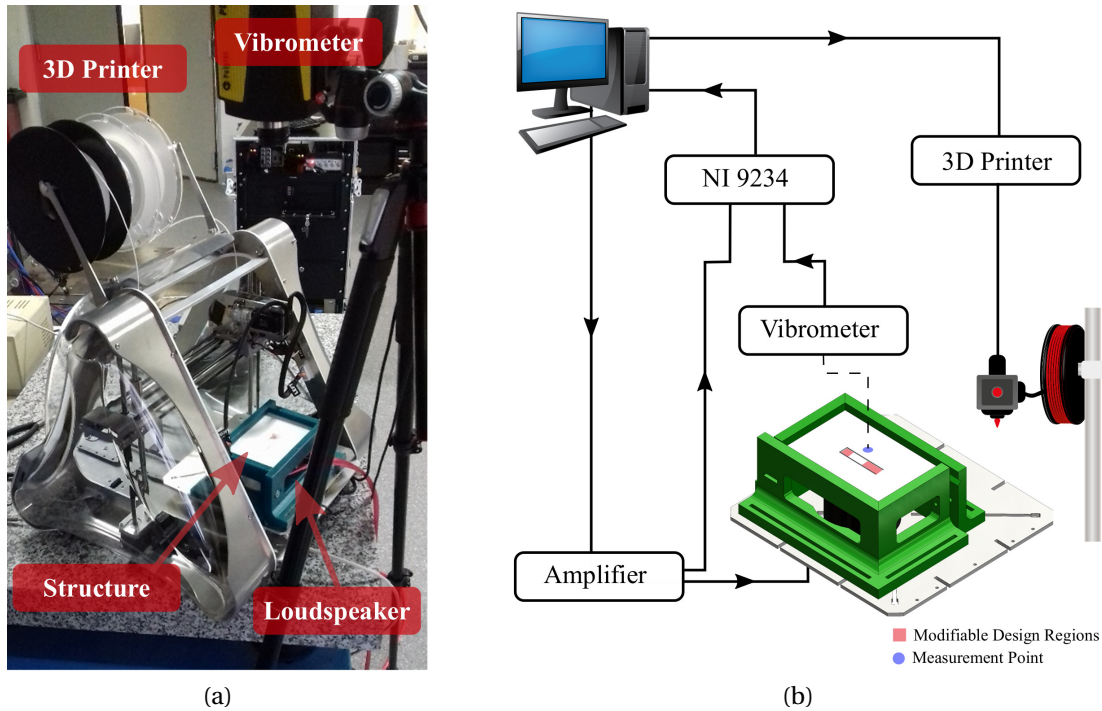 Vibrometer
3D Printer
Structure
Loudspeaker
(a)
3D Printer
NI 9234
Vibrometer
Amplifier
Modifiable Design Regions
Measurement Point
(b)